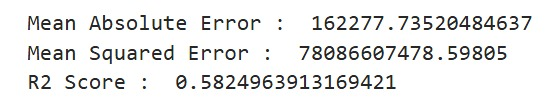 Mean Absolute Error :  162277.73520484637
Mean Squared Error :  78086607478.59805
R2 Score :  0.5824963913169421